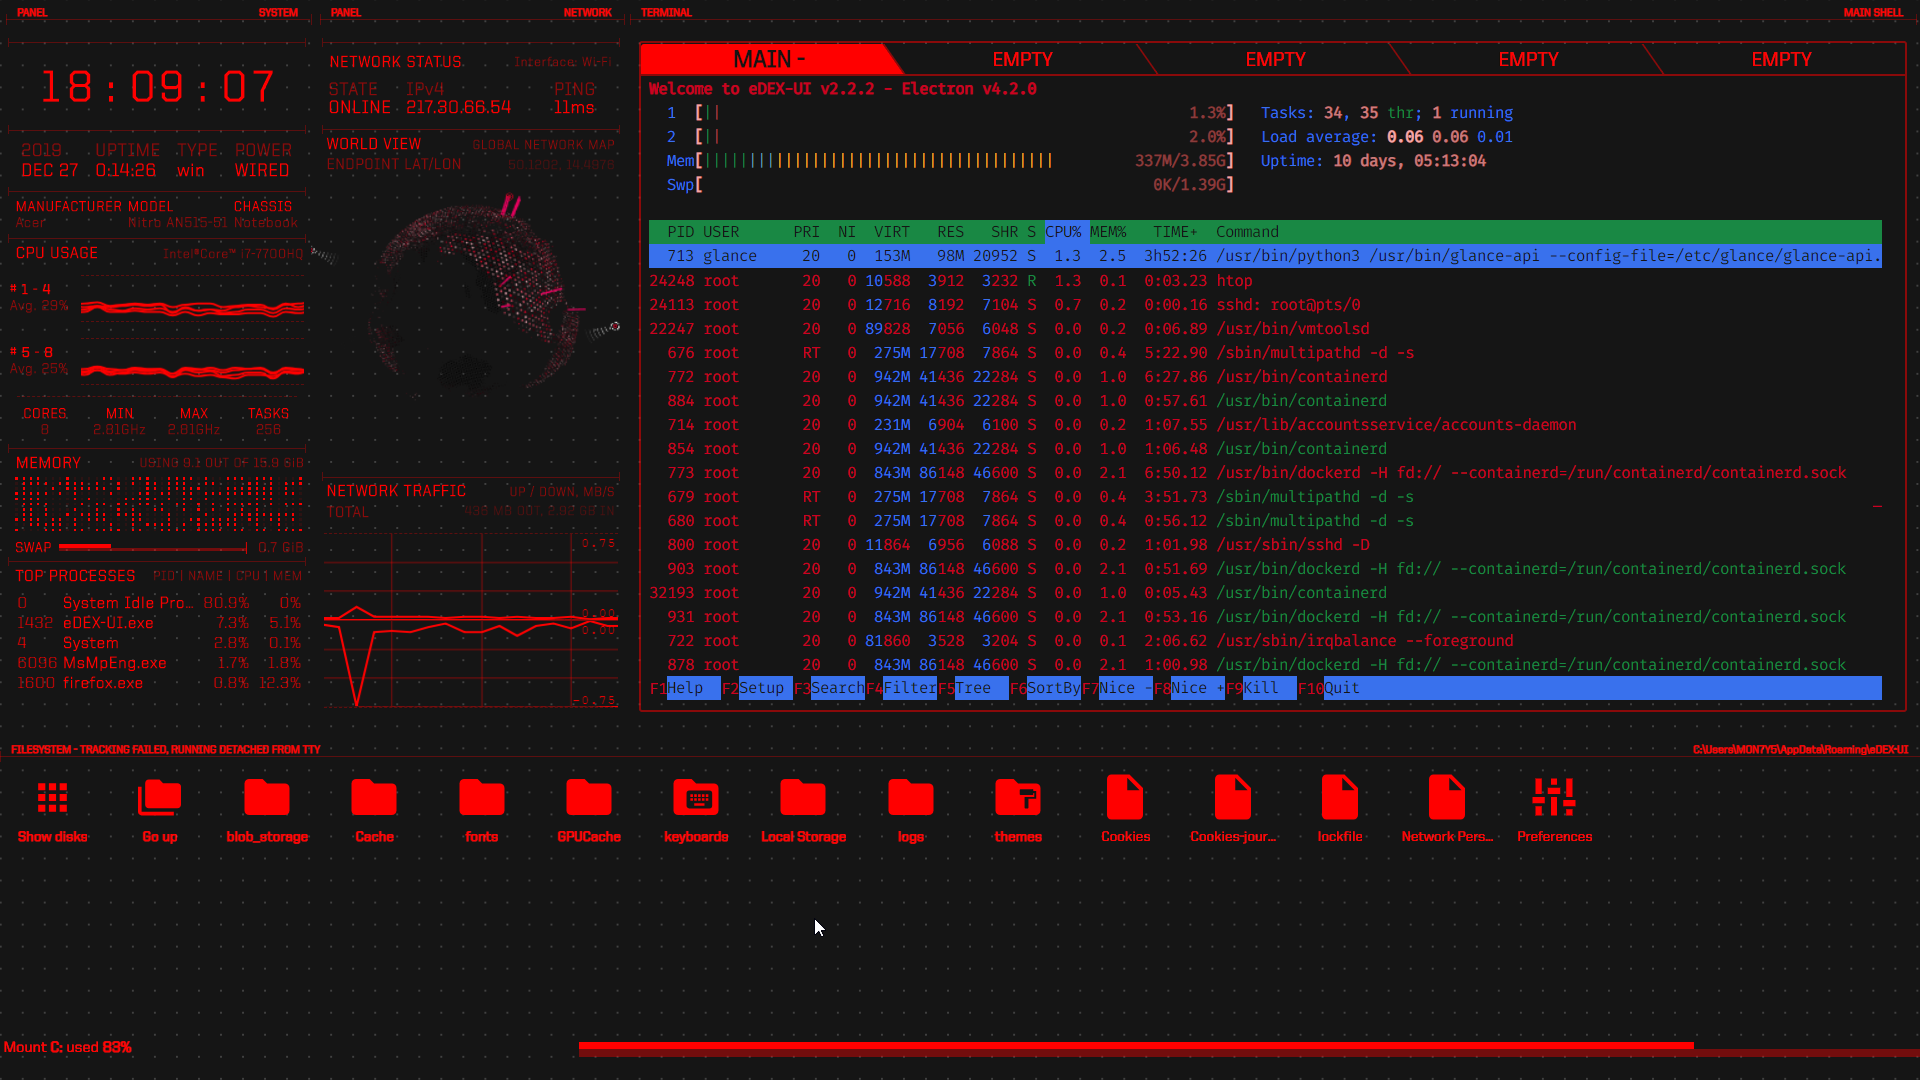 PANEL SYSTEM
18:09:07
2019 UPTIME TYPE POWER
DEC 27 0:14:26 win WIRED
MANUFACTURER MODEL CHASSIS
Acer Nitro AN515-51 Notebook
CPU USAGE Intel®Core™ i7-7700HQ
# 1 - 4
Avg. 29%
# 5 - 8
Avg. 25%
CORES MIN MAX TASKS
8 2.81GHz 2.81GHz 256
MEMORY USING 9.1 OUT OF 15.9 GIB
SWAP 0.7 GIB
TOP PROCESSES PID | NAME | CPU | MEM
0 System Idle Pro... 80.9% 0%
1432 eDEX-UI.exe 7.3% 5.1%
4 System 2.8% 0.1%
6096 MsMpEng.exe 1.7% 1.8%
1600 firefox.exe 0.8% 12.3%
PANEL NETWORK
NETWORK STATUS Interface: Wi-Fi
STATE IPv4 PING
ONLINE 217.30.66.54 11ms
WORLD VIEW GLOBAL NETWORK MAP
ENDPOINT LAT/LON 50.1202, 14.4976
NETWORK TRAFFIC UP / DOWN, MB/S
TOTAL
0.75
0.00
0.00
-0.75
TERMINAL MAIN SHELL
MAIN - EMPTY EMPTY EMPTY EMPTY
Welcome to eDEX-UI v2.2.2 - Electron v4.2.0
1 [|| 1.3%] Tasks: 34, 35 thr; 1 running
2 [|| 2.0%] Load average: 0.06 0.06 0.01
Mem[||||||||||||||||||||||||||||||||||||||| 337M/3.85G] Uptime: 10 days, 05:13:04
Swp[ 0K/1.39G]
PID USER PRI NI VIRT RES SHR S CPU% MEM% TIME+ Command
713 glance 20 0 153M 98M 20952 S 1.3 2.5 3h52:26 /usr/bin/python3 /usr/bin/glance-api --config-file=/etc/glance/glance-api.
24248 root 20 0 10588 3912 3232 R 1.3 0.1 0:03.23 htop
24113 root 20 0 12716 8192 7104 S 0.7 0.2 0:00.16 sshd: root@pts/0
22247 root 20 0 89828 7056 6048 S 0.0 0.2 0:06.89 /usr/bin/vmtoolsd
676 root RT 0 275M 17708 7864 S 0.0 0.4 5:22.90 /sbin/multipathd -d -s
772 root 20 0 942M 41436 22284 S 0.0 1.0 6:27.86 /usr/bin/containerd
884 root 20 0 942M 41436 22284 S 0.0 1.0 0:57.61 /usr/bin/containerd
714 root 20 0 231M 6904 6100 S 0.0 0.2 1:07.55 /usr/lib/accountsservice/accounts-daemon
854 root 20 0 942M 41436 22284 S 0.0 1.0 1:06.48 /usr/bin/containerd
773 root 20 0 843M 86148 46600 S 0.0 2.1 6:50.12 /usr/bin/dockerd -H fd:// --containerd=/run/containerd/containerd.sock
679 root RT 0 275M 17708 7864 S 0.0 0.4 3:51.73 /sbin/multipathd -d -s
680 root RT 0 275M 17708 7864 S 0.0 0.4 0:56.12 /sbin/multipathd -d -s
800 root 20 0 11864 6956 6088 S 0.0 0.2 1:01.98 /usr/sbin/sshd -D
903 root 20 0 843M 86148 46600 S 0.0 2.1 0:51.69 /usr/bin/dockerd -H fd:// --containerd=/run/containerd/containerd.sock
32193 root 20 0 942M 41436 22284 S 0.0 1.0 0:05.43 /usr/bin/containerd
931 root 20 0 843M 86148 46600 S 0.0 2.1 0:53.16 /usr/bin/dockerd -H fd:// --containerd=/run/containerd/containerd.sock
722 root 20 0 81860 3528 3204 S 0.0 0.1 2:06.62 /usr/sbin/irqbalance --foreground
878 root 20 0 843M 86148 46600 S 0.0 2.1 1:00.98 /usr/bin/dockerd -H fd:// --containerd=/run/containerd/containerd.sock
F1Help F2Setup F3SearchF4FilterF5Tree F6SortByF7Nice -F8Nice +F9Kill F10Quit
FILESYSTEM - TRACKING FAILED, RUNNING DETACHED FROM TTY C:\Users\MON7Y5\AppData\Roaming\eDEX-UI
Show disks Go up blob_storage Cache fonts GPUCache keyboards Local Storage logs themes Cookies Cookies-jour... lockfile Network Pers... Preferences
Mount C: used 83%